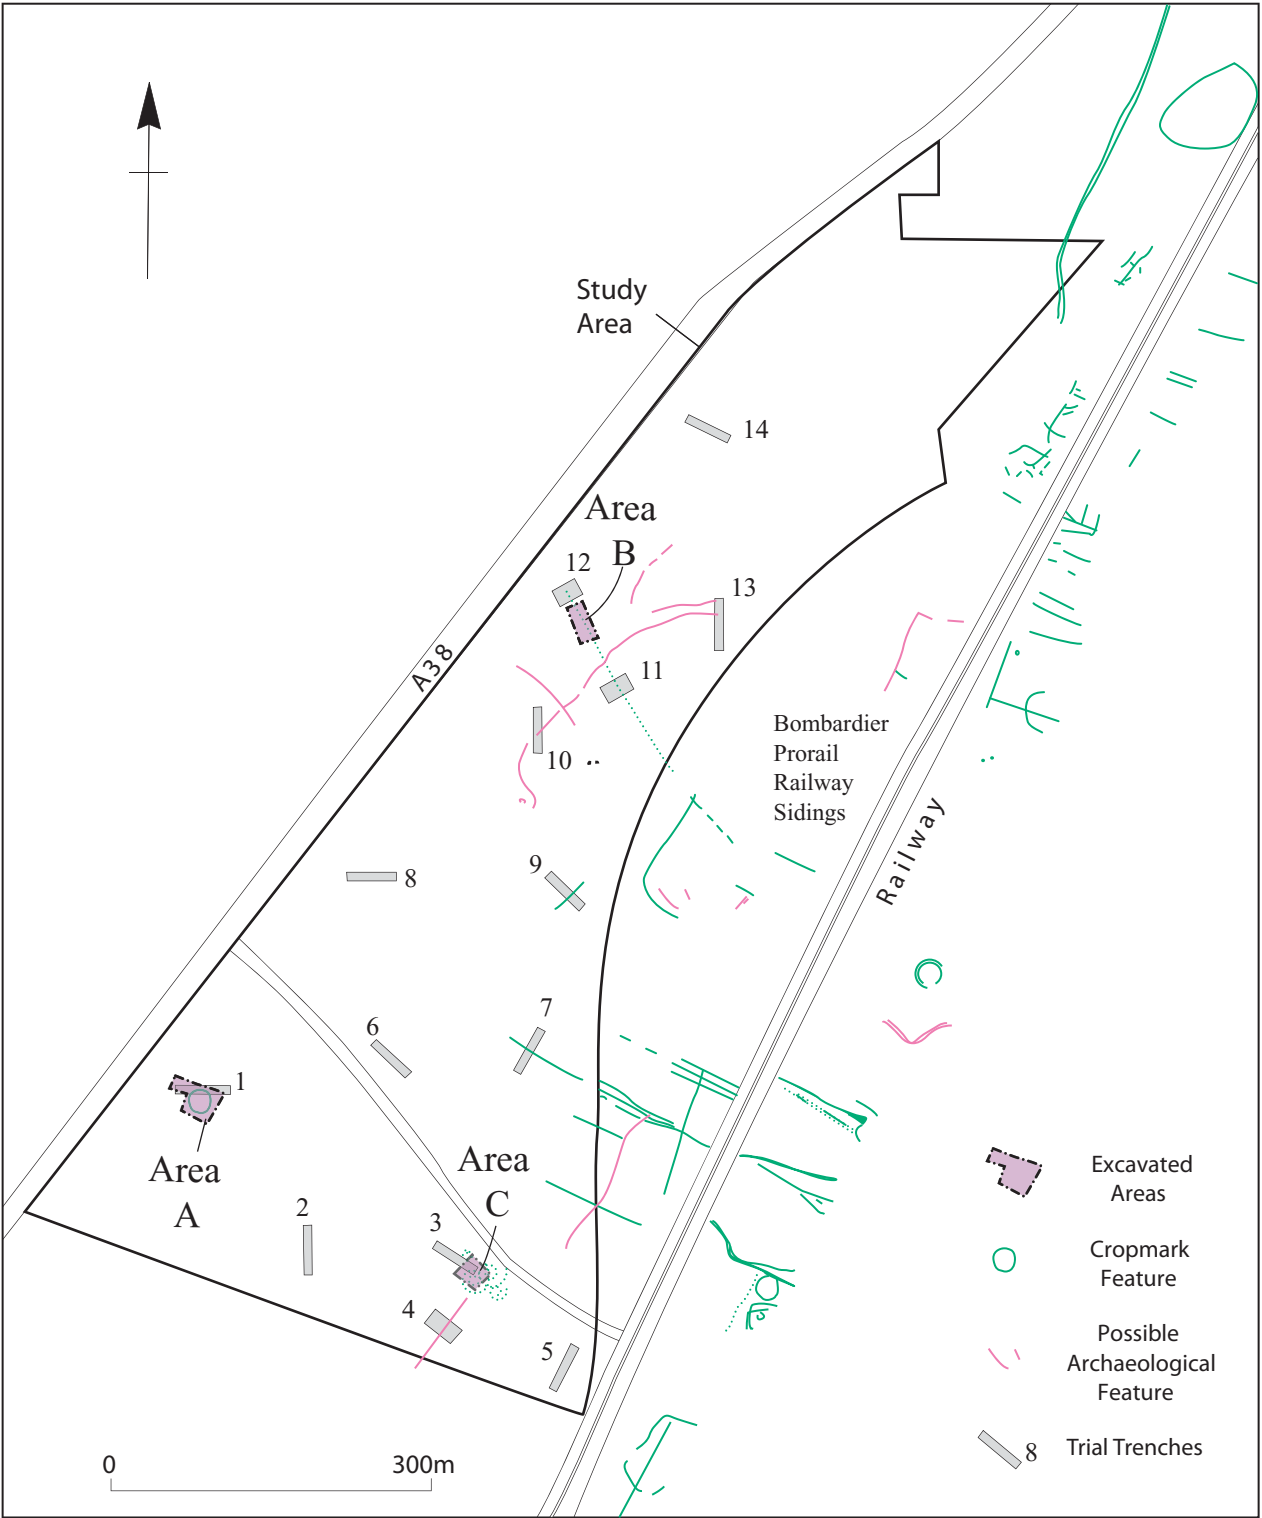 Study
Area
14
Area
B
12
13
A38
11
10
Bombardier
Prorail
Railway
Sidings
Railway
9
8
7
6
1
Area
A
Area
C
2
3
4
5
Excavated
Areas
Cropmark
Feature
Possible
Archaeological
Feature
8
Trial Trenches
0
300m